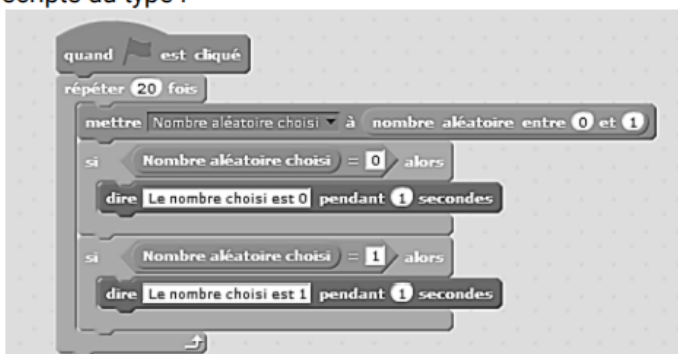 quand est cliqué
répéter 20 fois
mettre Nombre aléatoire choisi à nombre aléatoire entre 0 et 1
si Nombre aléatoire choisi = 0 alors
dire Le nombre choisi est 0 pendant 1 secondes
si Nombre aléatoire choisi = 1 alors
dire Le nombre choisi est 1 pendant 1 secondes